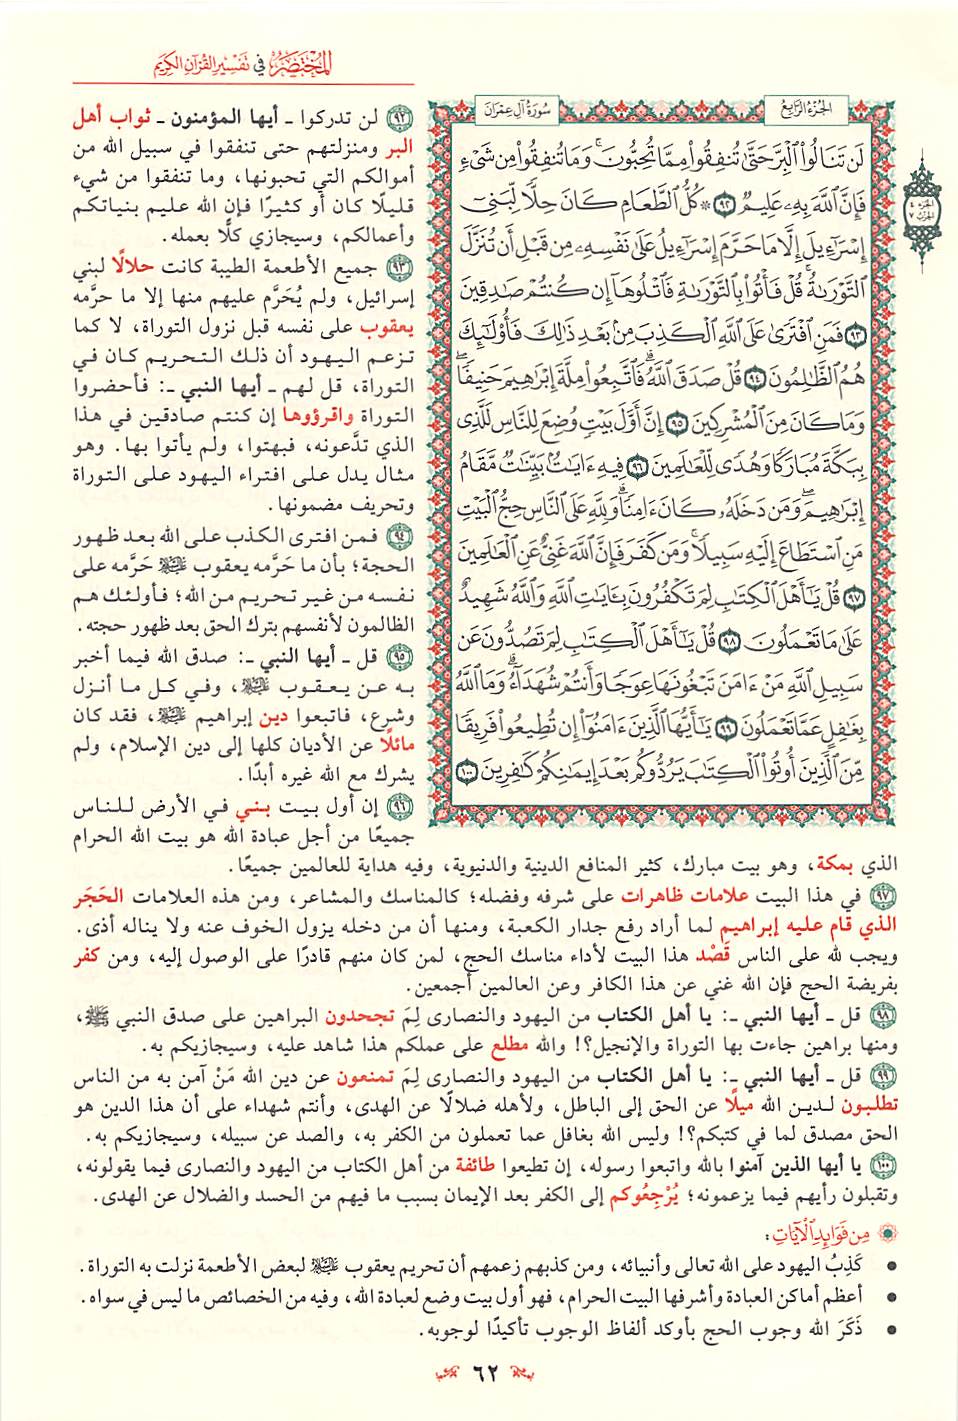 المختصر في تفسير القرآن الكريم
الجزء الرابع
سورة آل عمران
لَن تَنَالُوا۟ ٱلْبِرَّ حَتَّىٰ تُنفِقُوا۟ مِمَّا تُحِبُّونَ ۚ وَمَا تُنفِقُوا۟ مِن شَىْءٍ
فَإِنَّ ٱللَّهَ بِهِۦ عَلِيمٌ ٩٢ ۞ كُلُّ ٱلطَّعَامِ كَانَ حِلًّا لِّبَنِىٓ
إِسْرَٰٓءِيلَ إِلَّا مَا حَرَّمَ إِسْرَٰٓءِيلُ عَلَىٰ نَفْسِهِۦ مِن قَبْلِ أَن تُنَزَّلَ
ٱلتَّوْرَىٰةُ ۗ قُلْ فَأْتُوا۟ بِٱلتَّوْرَىٰةِ فَٱتْلُوهَآ إِن كُنتُمْ صَٰدِقِينَ
٩٣ فَمَنِ ٱفْتَرَىٰ عَلَى ٱللَّهِ ٱلْكَذِبَ مِنۢ بَعْدِ ذَٰلِكَ فَأُو۟لَٰٓئِكَ
هُمُ ٱلظَّٰلِمُونَ ٩٤ قُلْ صَدَقَ ٱللَّهُ ۗ فَٱتَّبِعُوا۟ مِلَّةَ إِبْرَٰهِيمَ حَنِيفًا ۖ
وَمَا كَانَ مِنَ ٱلْمُشْرِكِينَ ٩٥ إِنَّ أَوَّلَ بَيْتٍ وُضِعَ لِلنَّاسِ لَلَّذِى
بِبَكَّةَ مُبَارَكًا وَهُدًى لِّلْعَٰلَمِينَ ٩٦ فِيهِ ءَايَٰتٌۢ بَيِّنَٰتٌ مَّقَامُ
إِبْرَٰهِيمَ ۖ وَمَن دَخَلَهُۥ كَانَ ءَامِنًا ۗ وَلِلَّهِ عَلَى ٱلنَّاسِ حِجُّ ٱلْبَيْتِ
مَنِ ٱسْتَطَاعَ إِلَيْهِ سَبِيلًا ۚ وَمَن كَفَرَ فَإِنَّ ٱللَّهَ غَنِىٌّ عَنِ ٱلْعَٰلَمِينَ
٩٧ قُلْ يَٰٓأَهْلَ ٱلْكِتَٰبِ لِمَ تَكْفُرُونَ بِـَٔايَٰتِ ٱللَّهِ وَٱللَّهُ شَهِيدٌ
عَلَىٰ مَا تَعْمَلُونَ ٩٨ قُلْ يَٰٓأَهْلَ ٱلْكِتَٰبِ لِمَ تَصُدُّونَ عَن
سَبِيلِ ٱللَّهِ مَنْ ءَامَنَ تَبْغُونَهَا عِوَجًا وَأَنتُمْ شُهَدَآءُ ۗ وَمَا ٱللَّهُ
بِغَٰفِلٍ عَمَّا تَعْمَلُونَ ٩٩ يَٰٓأَيُّهَا ٱلَّذِينَ ءَامَنُوٓا۟ إِن تُطِيعُوا۟ فَرِيقًا
مِّنَ ٱلَّذِينَ أُوتُوا۟ ٱلْكِتَٰبَ يَرُدُّوكُم بَعْدَ إِيمَٰنِكُمْ كَٰفِرِينَ ١٠٠
الجزء ٤
الحزب ٧
٩٢ لن تدركوا ـ أيها المؤمنون ـ ثواب أهل
البر ومنزلتهم حتى تنفقوا في سبيل الله من
أموالكم التي تحبونها، وما تنفقوا من شيء
قليلًا كان أو كثيرًا فإن الله عليم بنياتكم
وأعمالكم، وسيجازي كلًّا بعمله.
٩٣ جميع الأطعمة الطيبة كانت حلالًا لبني
إسرائيل، ولم يُحَرَّم عليهم منها إلا ما حرَّمه
يعقوب على نفسه قبل نزول التوراة، لا كما
تزعم اليهود أن ذلك التحريم كان في
التوراة، قل لهم ـ أيها النبي ـ: فأحضروا
التوراة واقرؤوها إن كنتم صادقين في هذا
الذي تدَّعونه، فبهتوا، ولم يأتوا بها. وهو
مثال يدل على افتراء اليهود على التوراة
وتحريف مضمونها.
٩٤ فمن افترى الكذب على الله بعد ظهور
الحجة؛ بأن ما حَرَّمه يعقوب ﵇ حَرَّمه على
نفسه من غير تحريم من الله؛ فأولئك هم
الظالمون لأنفسهم بترك الحق بعد ظهور حجته.
٩٥ قل ـ أيها النبي ـ: صدق الله فيما أخبر
به عن يعقوب ﵇، وفي كل ما أنزل
وشرع، فاتبعوا دين إبراهيم ﵇، فقد كان
مائلًا عن الأديان كلها إلى دين الإسلام، ولم
يشرك مع الله غيره أبدًا.
٩٦ إن أول بيت بني في الأرض للناس
جميعًا من أجل عبادة الله هو بيت الله الحرام
الذي بمكة، وهو بيت مبارك، كثير المنافع الدينية والدنيوية، وفيه هداية للعالمين جميعًا.
٩٧ في هذا البيت علامات ظاهرات على شرفه وفضله؛ كالمناسك والمشاعر، ومن هذه العلامات الحَجَر
الذي قام عليه إبراهيم لما أراد رفع جدار الكعبة، ومنها أن من دخله يزول الخوف عنه ولا يناله أذى.
ويجب لله على الناس قَصْد هذا البيت لأداء مناسك الحج، لمن كان منهم قادرًا على الوصول إليه، ومن كفر
بفريضة الحج فإن الله غني عن هذا الكافر وعن العالمين أجمعين.
٩٨ قل ـ أيها النبي ـ: يا أهل الكتاب من اليهود والنصارى لِمَ تجحدون البراهين على صدق النبي ﷺ،
ومنها براهين جاءت بها التوراة والإنجيل؟! والله مطلع على عملكم هذا شاهد عليه، وسيجازيكم به.
٩٩ قل ـ أيها النبي ـ: يا أهل الكتاب من اليهود والنصارى لِمَ تمنعون عن دين الله مَنْ آمن به من الناس
تطلبون لدين الله ميلًا عن الحق إلى الباطل، ولأهله ضلالًا عن الهدى، وأنتم شهداء على أن هذا الدين هو
الحق مصدق لما في كتبكم؟! وليس الله بغافل عما تعملون من الكفر به، والصد عن سبيله، وسيجازيكم به.
١٠٠ يا أيها الذين آمنوا بالله واتبعوا رسوله، إن تطيعوا طائفة من أهل الكتاب من اليهود والنصارى فيما يقولونه،
وتقبلون رأيهم فيما يزعمونه؛ يُرْجِعُوكم إلى الكفر بعد الإيمان بسبب ما فيهم من الحسد والضلال عن الهدى.
من فوائد الآيات:
• كَذِبُ اليهود على الله تعالى وأنبيائه، ومن كذبهم زعمهم أن تحريم يعقوب ﵇ لبعض الأطعمة نزلت به التوراة.
• أعظم أماكن العبادة وأشرفها البيت الحرام، فهو أول بيت وضع لعبادة الله، وفيه من الخصائص ما ليس في سواه.
• ذَكَرَ الله وجوب الحج بأوكد ألفاظ الوجوب تأكيدًا لوجوبه.
٦٢